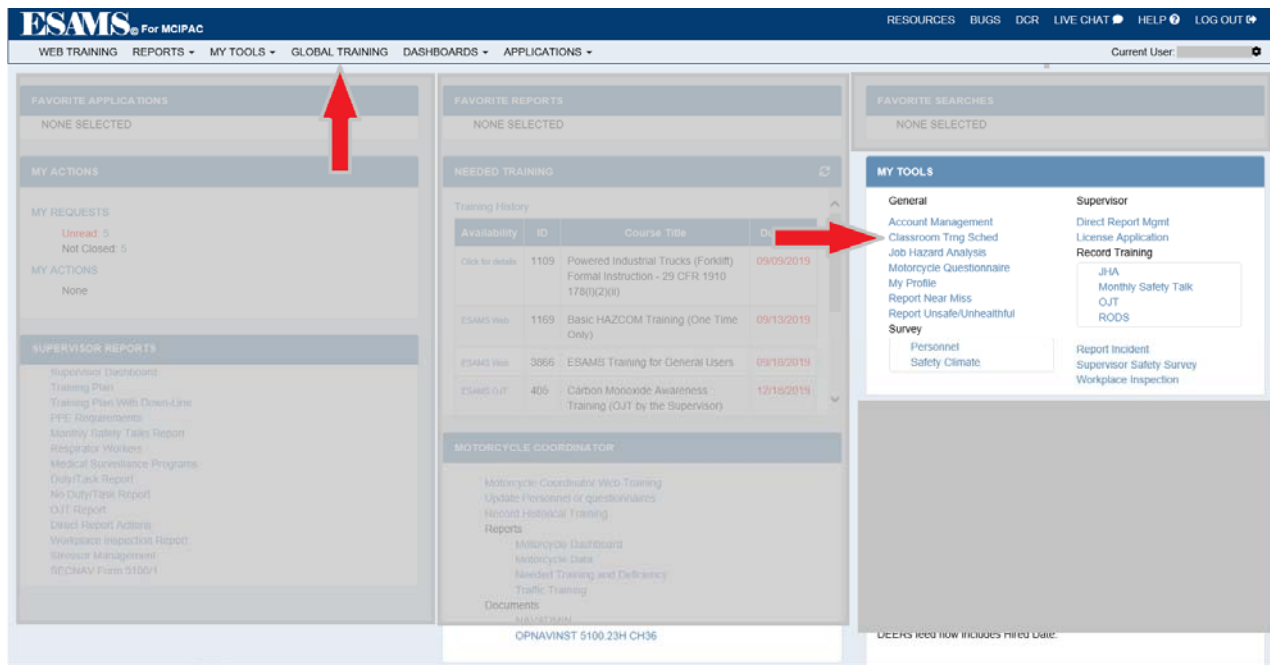 ESAMS® For MCIPAC
RESOURCES BUGS DCR LIVE CHAT HELP LOG OUT
WEB TRAINING REPORTS MY TOOLS GLOBAL TRAINING DASHBOARDS APPLICATIONS
Current User:
FAVORITE APPLICATIONS
NONE SELECTED
MY ACTIONS
MY REQUESTS
Unread: 5
Not Closed: 5
MY ACTIONS
None
SUPERVISOR REPORTS
Supervisor Dashboard
Training Plan
Training Plan With Down-Line
PPE Requirements
Monthly Safety Talks Report
Respirator Workers
Medical Surveillance Programs
Duty/Task Report
No Duty/Task Report
OJT Report
Direct Report Actions
Workplace Inspection Report
Stressor Management
SECNAV Form 5100/1
FAVORITE REPORTS
NONE SELECTED
NEEDED TRAINING
Training History
Availability ID Course Title
Click for details 1109 Powered Industrial Trucks (Forklift) 09/09/2019
Formal Instruction - 29 CFR 1910
178(l)(2)(ii)
ESAMS Web 1169 Basic HAZCOM Training (One Time 09/13/2019
Only)
ESAMS Web 3866 ESAMS Training for General Users 09/16/2019
ESAMS OJT 405 Carbon Monoxide Awareness 12/18/2019
Training (OJT by the Supervisor)
MOTORCYCLE COORDINATOR
Motorcycle Coordinator Web Training
Update Personnel or questionnaires
Record Historical Training
Reports
Motorcycle Dashboard
Motorcycle Data
Needed Training and Deficiency
Traffic Training
Documents
NAVADMIN
OPNAVINST 5100.23H CH36
FAVORITE SEARCHES
NONE SELECTED
MY TOOLS
General
Account Management
Classroom Trng Sched
Job Hazard Analysis
Motorcycle Questionnaire
My Profile
Report Near Miss
Report Unsafe/Unhealthful
Survey
Personnel
Safety Climate
Supervisor
Direct Report Mgmt
License Application
Record Training
JHA
Monthly Safety Talk
OJT
RODS
Report Incident
Supervisor Safety Survey
Workplace Inspection
DEERs feed now includes Hired Date.